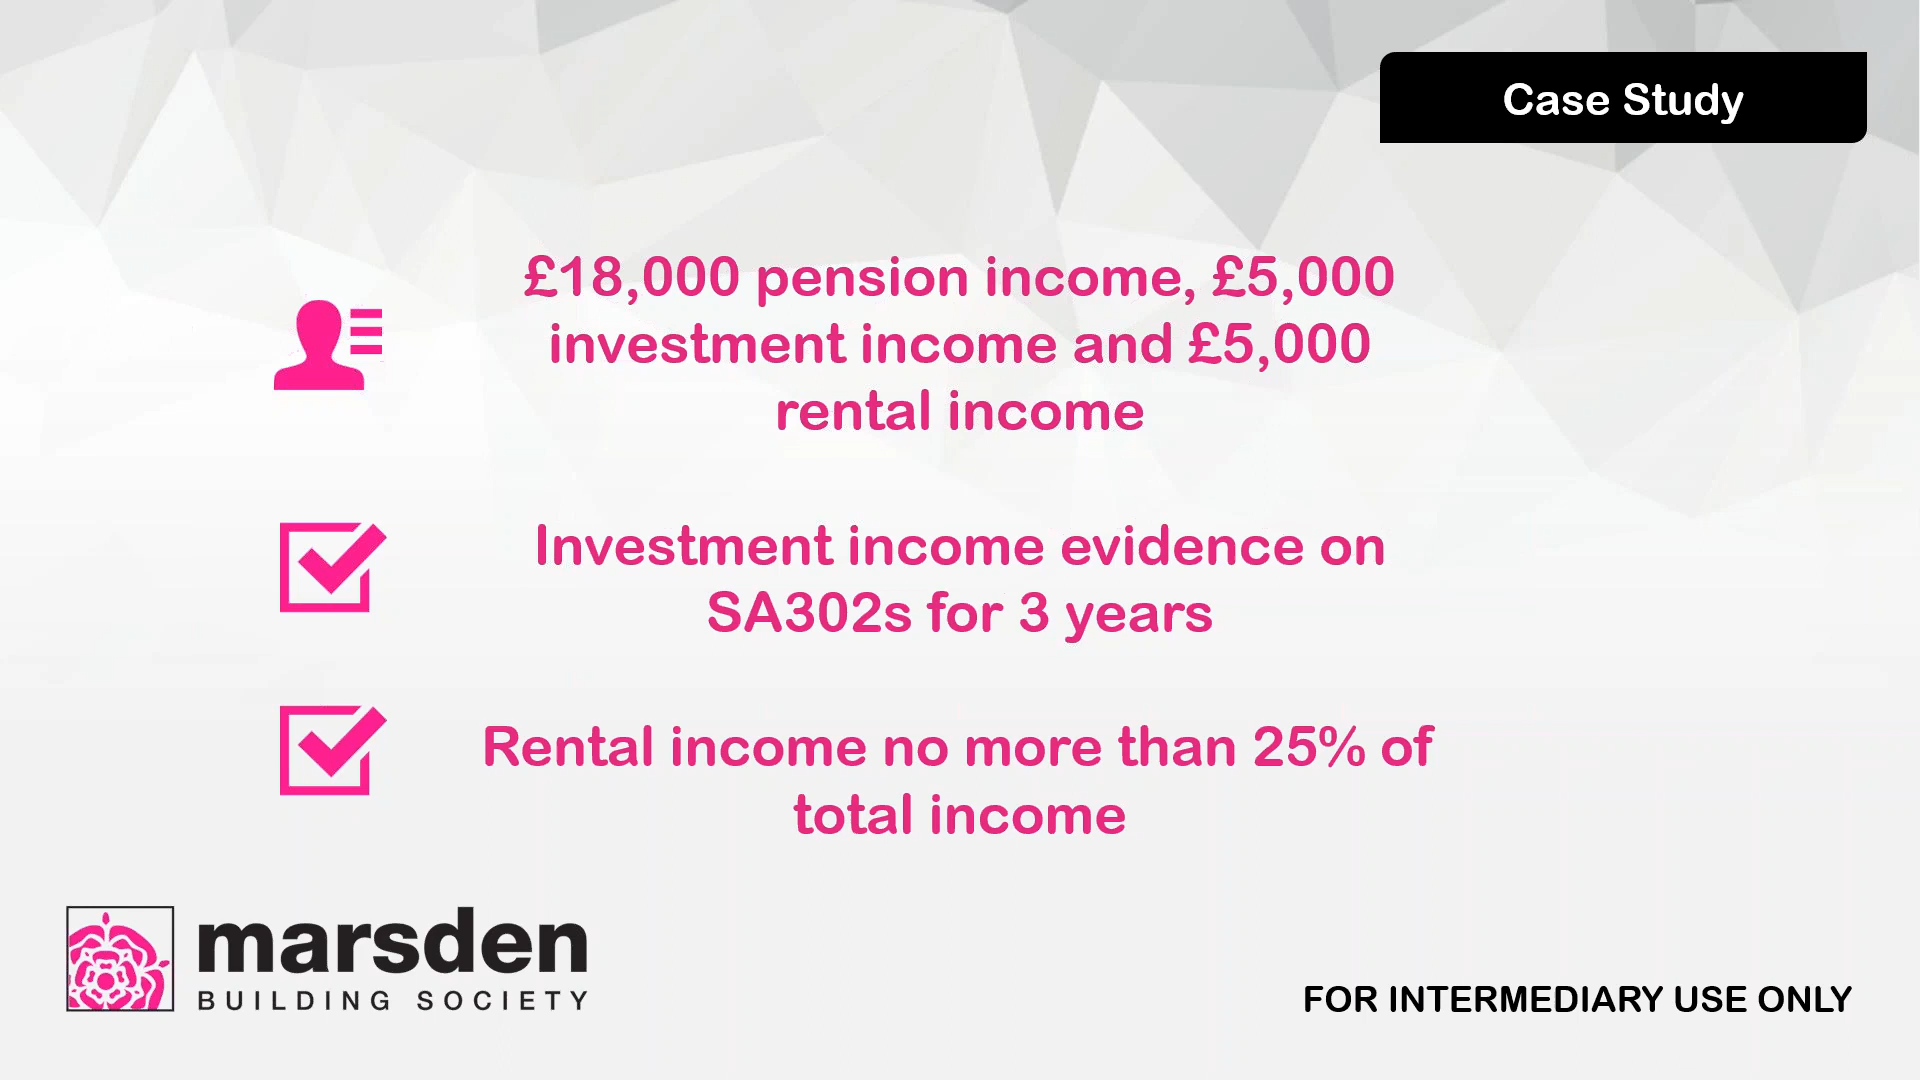 Case Study
£18,000 pension income, £5,000
investment income and £5,000
rental income
Investment income evidence on
SA302s for 3 years
Rental income no more than 25% of
total income
marsden
BUILDING SOCIETY
FOR INTERMEDIARY USE ONLY